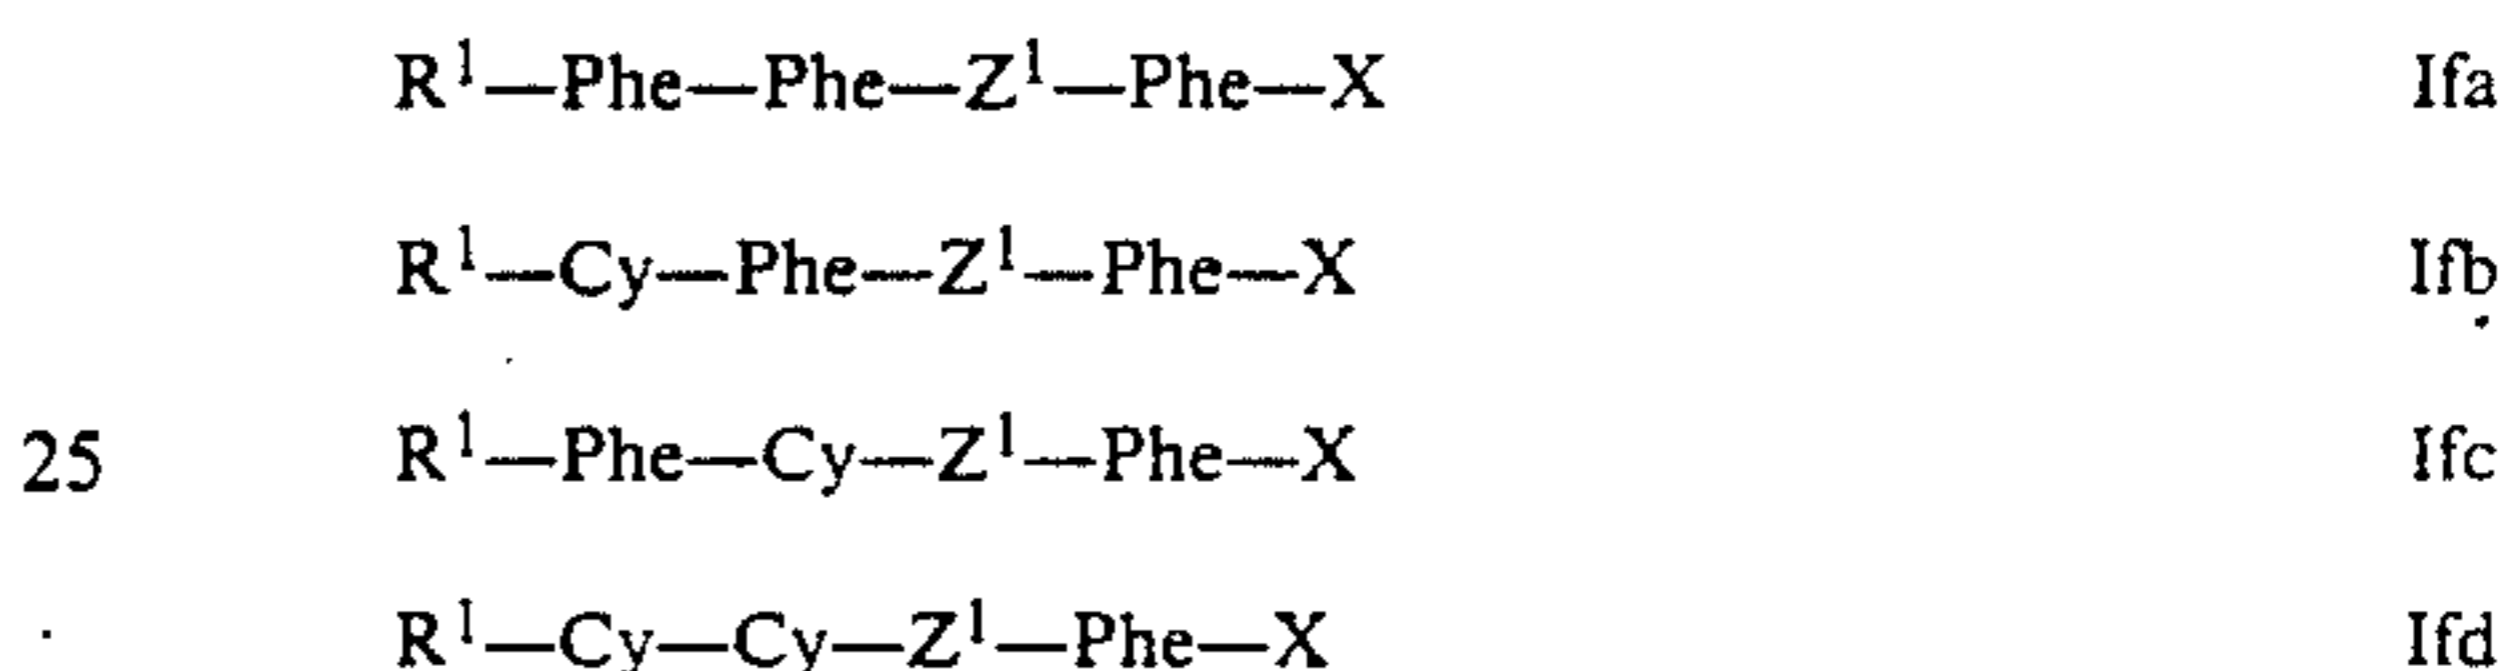 R¹—Phe—Phe—Z¹—Phe—X Ifa
R¹—Cy—Phe—Z¹—Phe—X Ifb
25 R¹—Phe—Cy—Z¹—Phe—X Ifc
R¹—Cy—Cy—Z¹—Phe—X Ifd